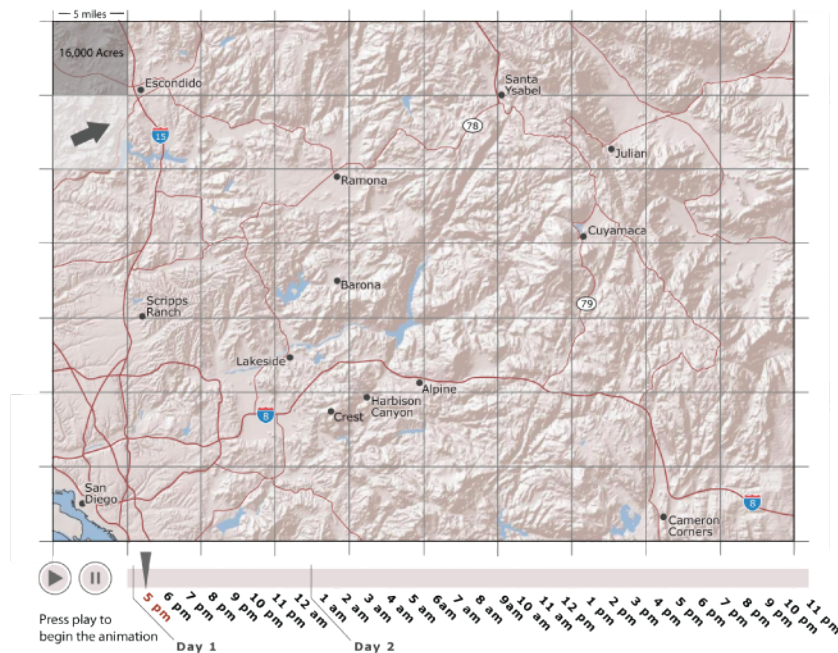 5 miles
16,000 Acres
Escondido
Santa
Ysabel
15
78
Julian
Ramona
Cuyamaca
Barona
Scripps
Ranch
79
Lakeside
Alpine
Harbison
Canyon
Crest
8
San
Diego
8
Cameron
Corners
5 pm
6 pm
7 pm
8 pm
9 pm
10 pm
11 pm
12 am
1 am
2 am
3 am
4 am
5 am
6am
7 am
8 am
9am
10 am
11 am
12 pm
1 pm
2 pm
3 pm
4 pm
5 pm
6 pm
7 pm
8 pm
9 pm
10 pm
11 pm
Press play to
begin the animation
Day 1
Day 2